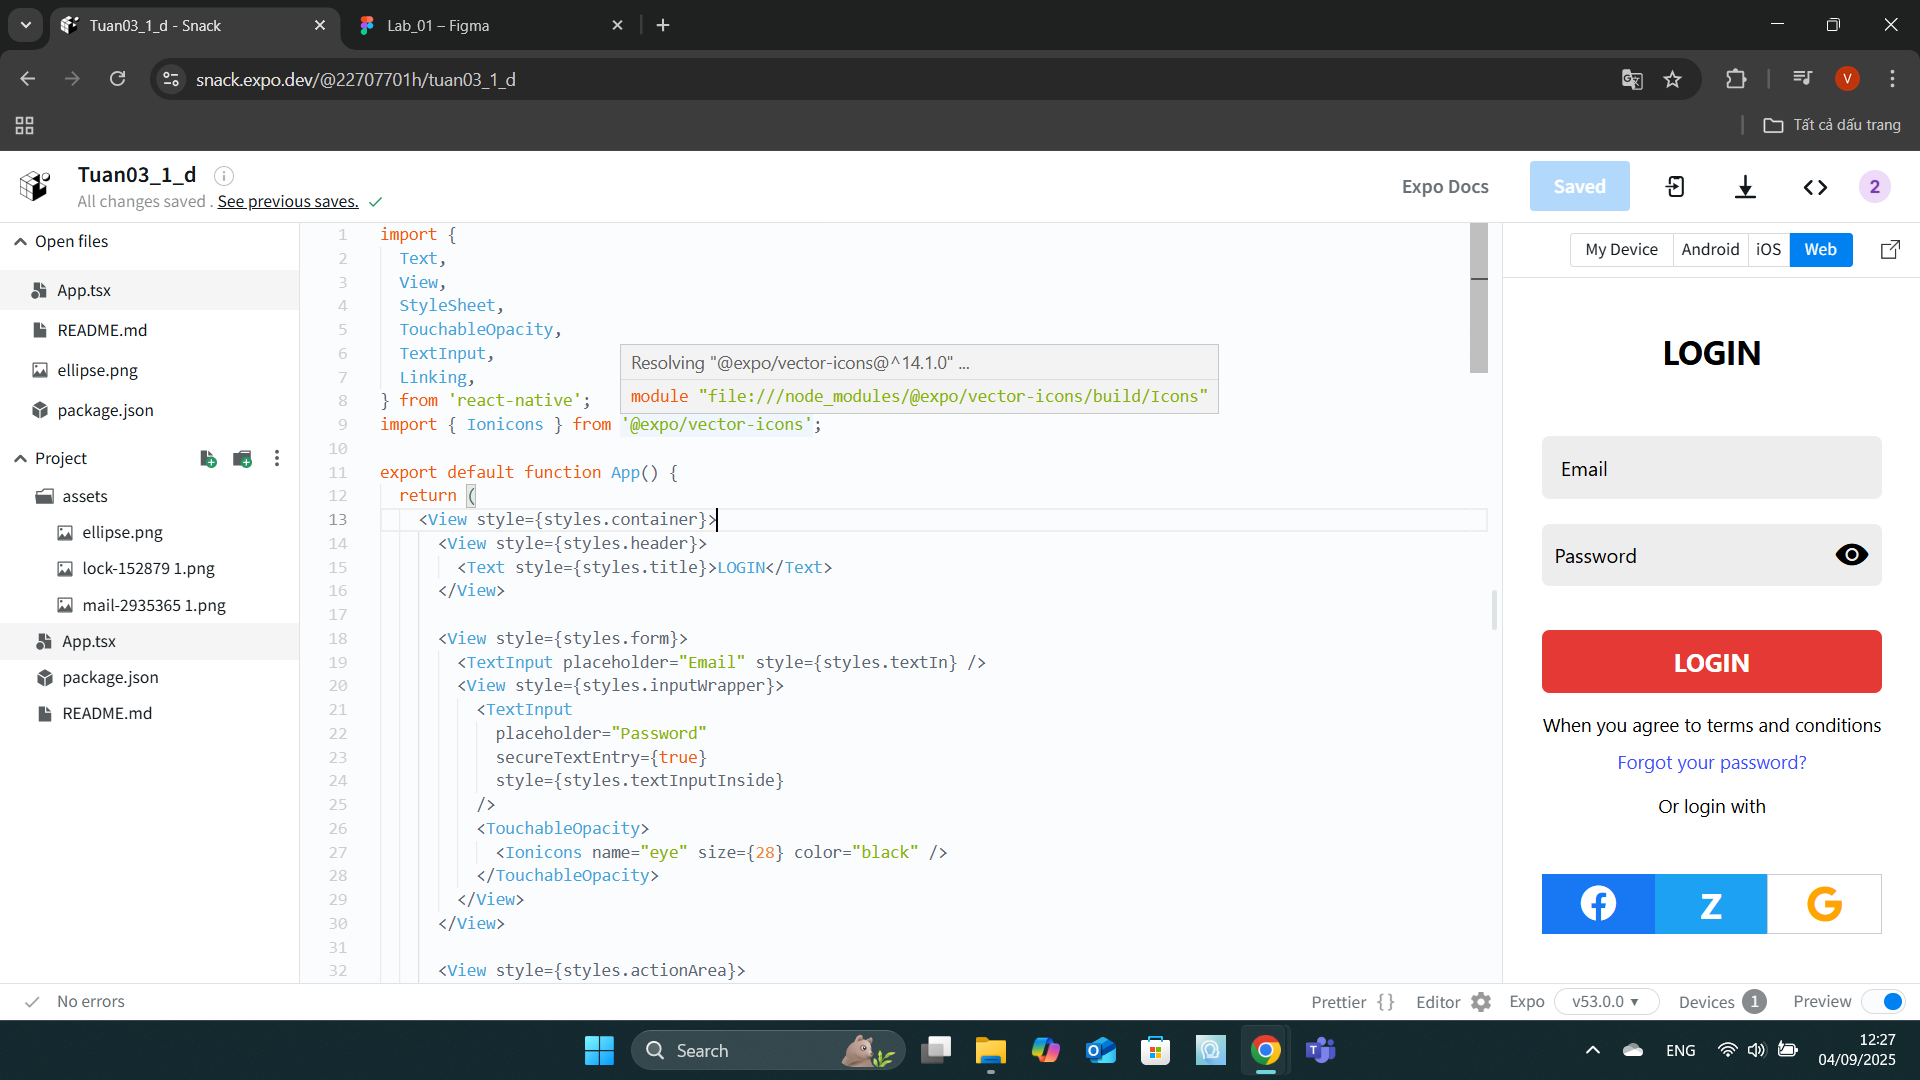 Tuan03_1_d - Snack
Lab_01 – Figma
snack.expo.dev/@22707701h/tuan03_1_d
V
Tất cả dấu trang
Tuan03_1_d
All changes saved . See previous saves.
Expo Docs
Saved
2
Open files
App.tsx
README.md
ellipse.png
package.json
Project
assets
ellipse.png
lock-152879 1.png
mail-2935365 1.png
App.tsx
package.json
README.md
1 import {
2 Text,
3 View,
4 StyleSheet,
5 TouchableOpacity,
6 TextInput,
7 Linking,
8 } from 'react-native';
9 import { Ionicons } from '@expo/vector-icons';
10
11 export default function App() {
12 return (
13 <View style={styles.container}>
14 <View style={styles.header}>
15 <Text style={styles.title}>LOGIN</Text>
16 </View>
17
18 <View style={styles.form}>
19 <TextInput placeholder="Email" style={styles.textIn} />
20 <View style={styles.inputWrapper}>
21 <TextInput
22 placeholder="Password"
23 secureTextEntry={true}
24 style={styles.textInputInside}
25 />
26 <TouchableOpacity>
27 <Ionicons name="eye" size={28} color="black" />
28 </TouchableOpacity>
29 </View>
30 </View>
31
32 <View style={styles.actionArea}>
Resolving "@expo/vector-icons@^14.1.0" ...
module "file:///node_modules/@expo/vector-icons/build/Icons"
My Device
Android
iOS
Web
LOGIN
Email
Password
LOGIN
When you agree to terms and conditions
Forgot your password?
Or login with
Z
G
No errors
Prettier { }
Editor
Expo
v53.0.0
Devices 1
Preview
Search
ENG
12:27
04/09/2025